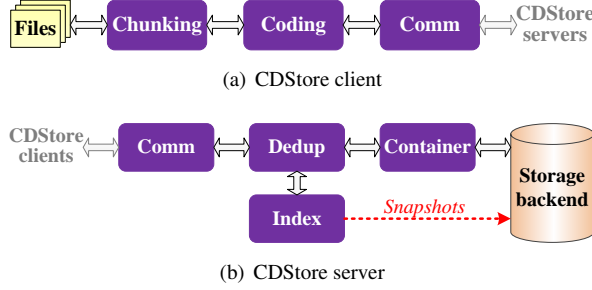 Files Chunking Coding Comm CDStore
servers
(a) CDStore client
CDStore
clients Comm Dedup Container
Storage
backend
Index Snapshots
(b) CDStore server